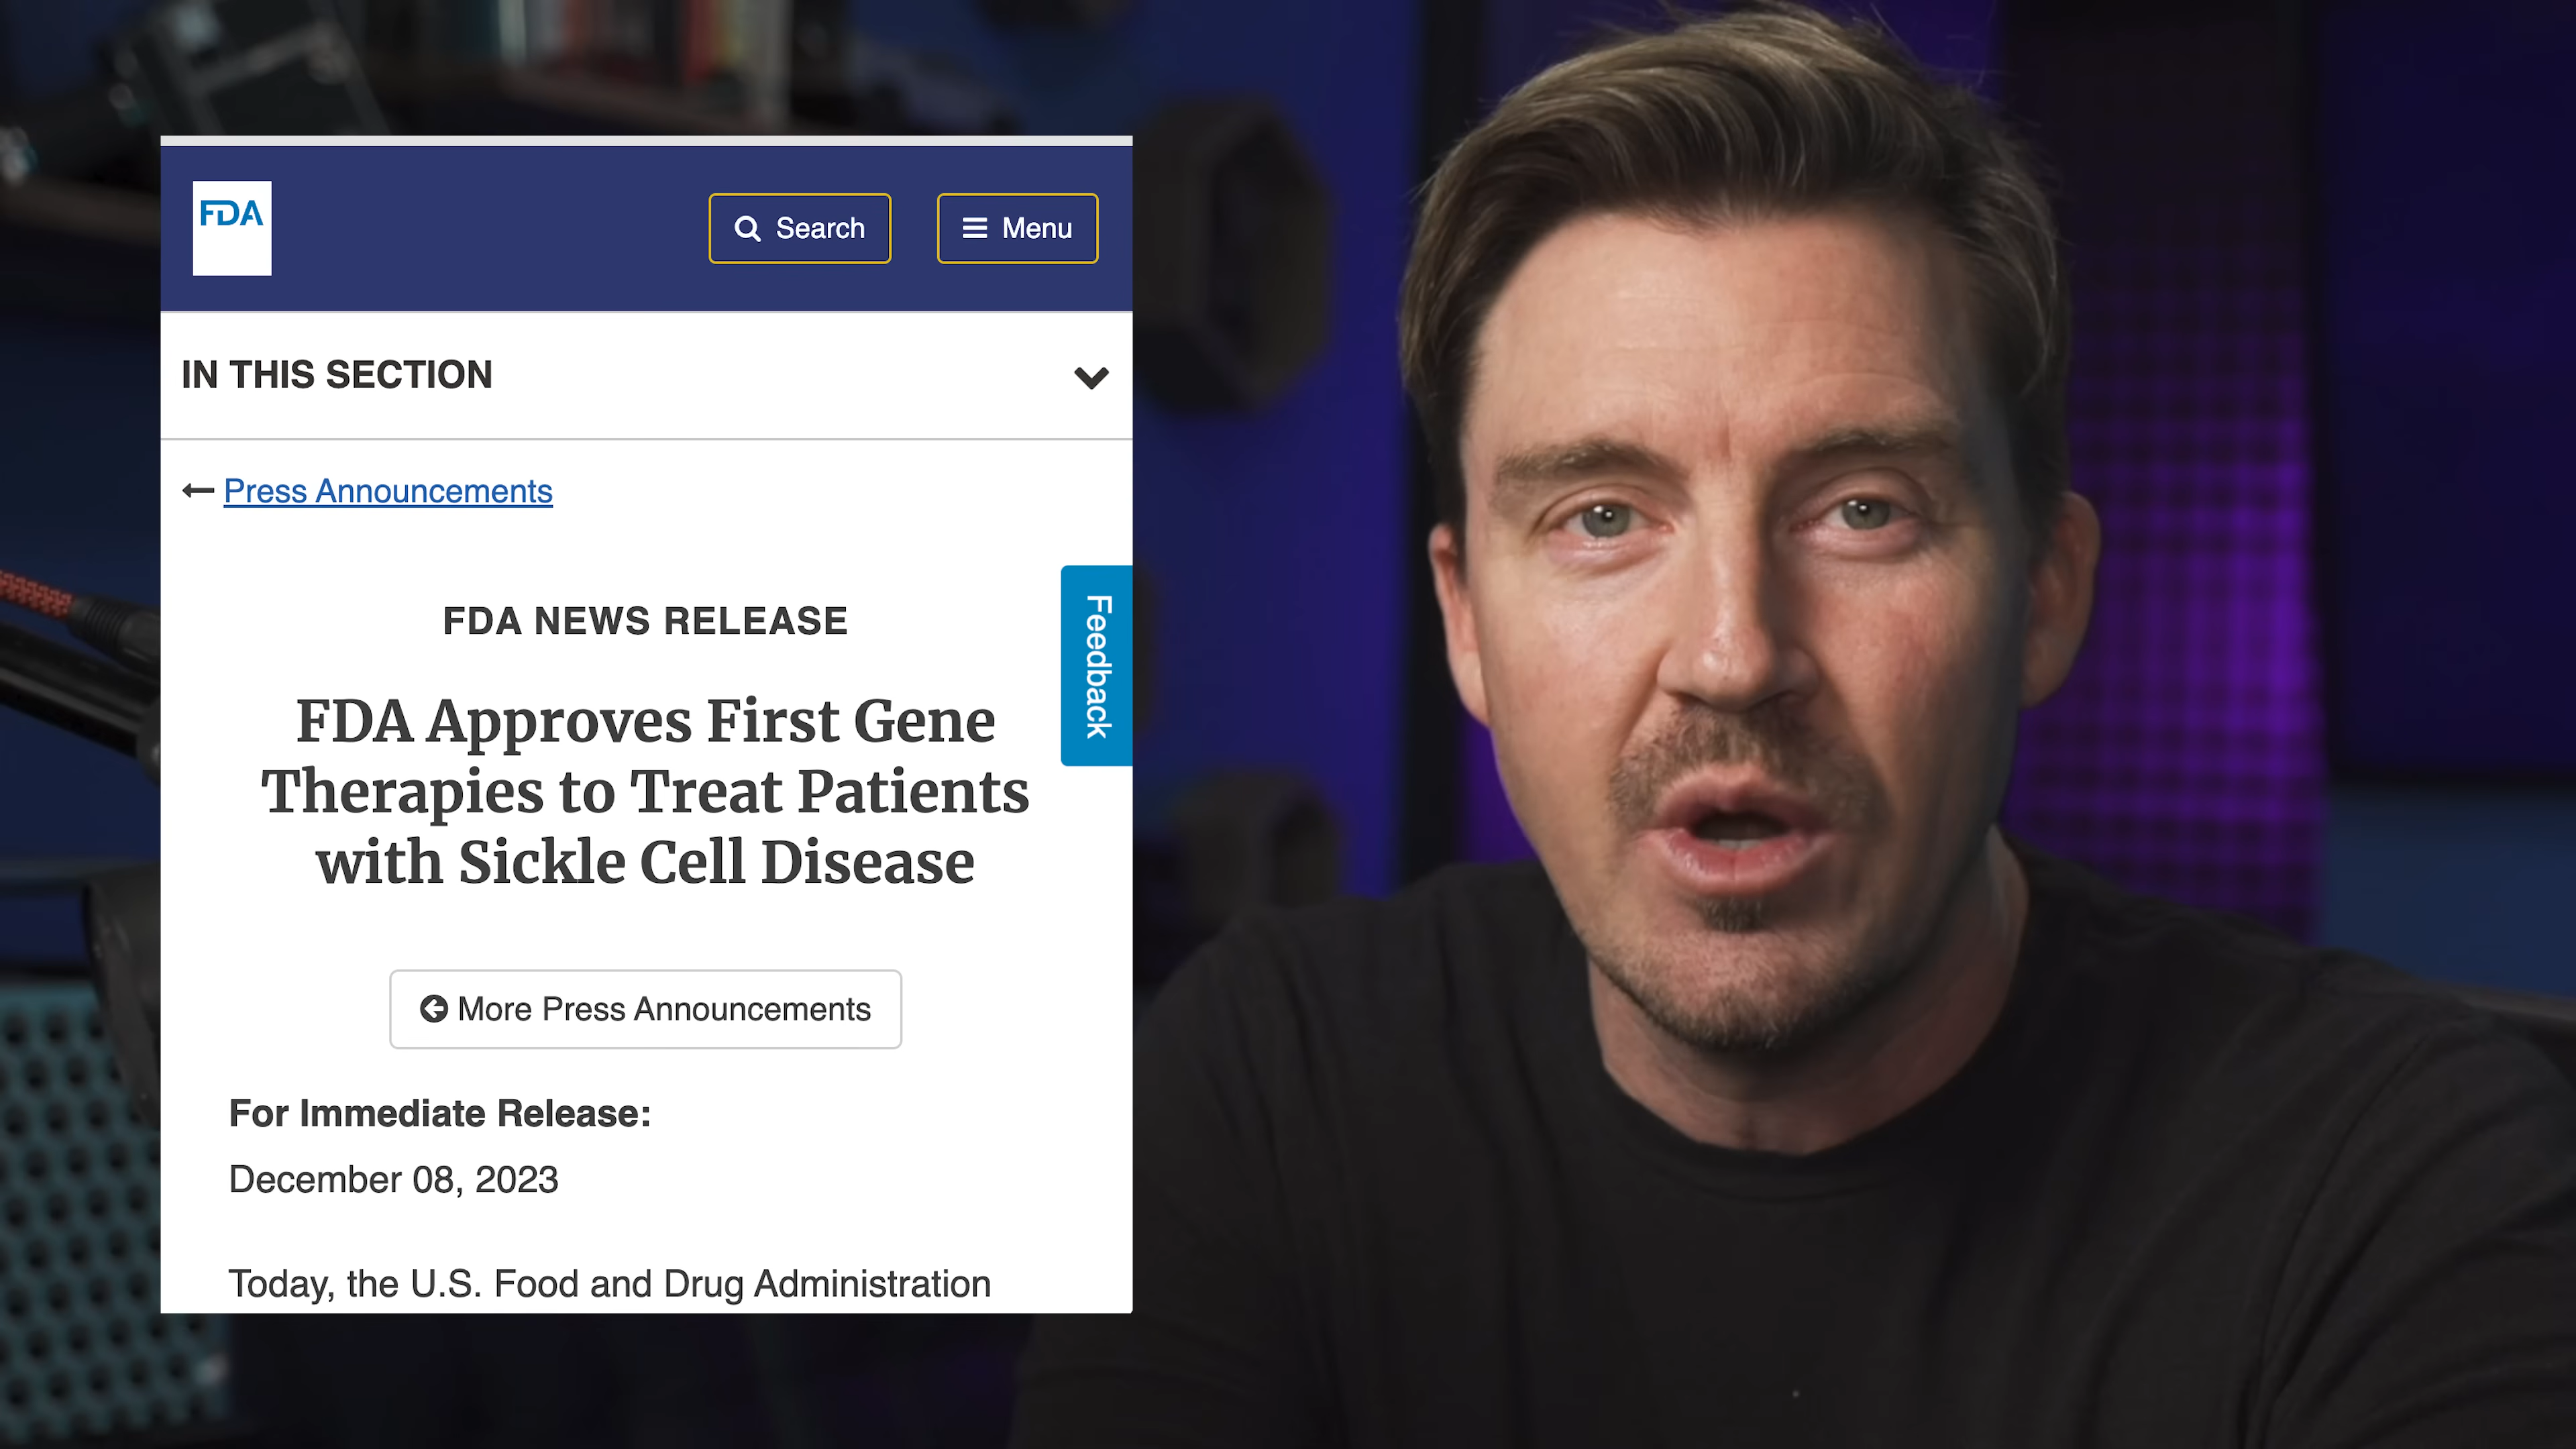 FDA
Search
Menu
IN THIS SECTION
Press Announcements
FDA NEWS RELEASE
Feedback
FDA Approves First Gene
Therapies to Treat Patients
with Sickle Cell Disease
More Press Announcements
For Immediate Release:
December 08, 2023
Today, the U.S. Food and Drug Administration